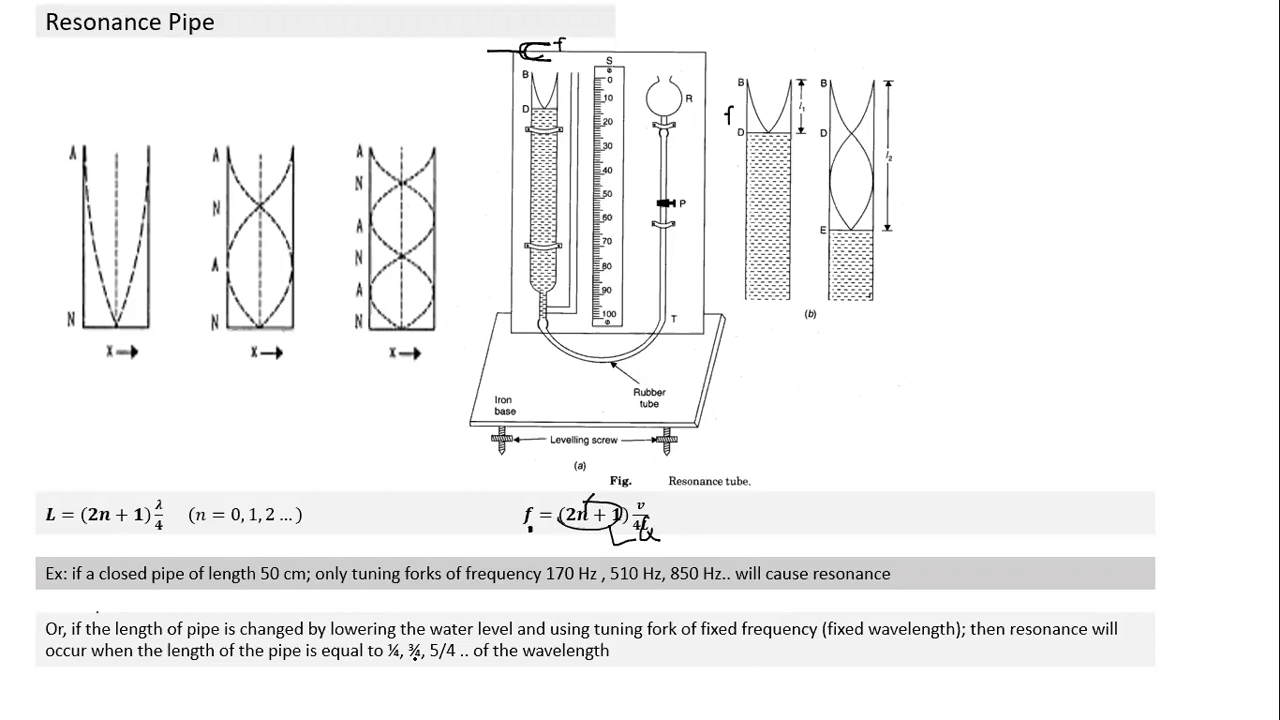 Resonance Pipe
f
S
B
0
D
10
20
30
40
50
60
70
80
90
100
R
P
T
Rubber
tube
Iron
base
Levelling screw
(a)
Fig. Resonance tube.
A
N
X
A
N
A
N
X
A
N
A
N
A
N
X
f
B
D
l₁
B
D
E
l₂
(b)
L = (2n + 1) λ/4 (n = 0, 1, 2 ...)
f = (2n + 1) v/4L
Ex: if a closed pipe of length 50 cm; only tuning forks of frequency 170 Hz , 510 Hz, 850 Hz.. will cause resonance
Or, if the length of pipe is changed by lowering the water level and using tuning fork of fixed frequency (fixed wavelength); then resonance will
occur when the length of the pipe is equal to ¼, ¾, 5/4 .. of the wavelength